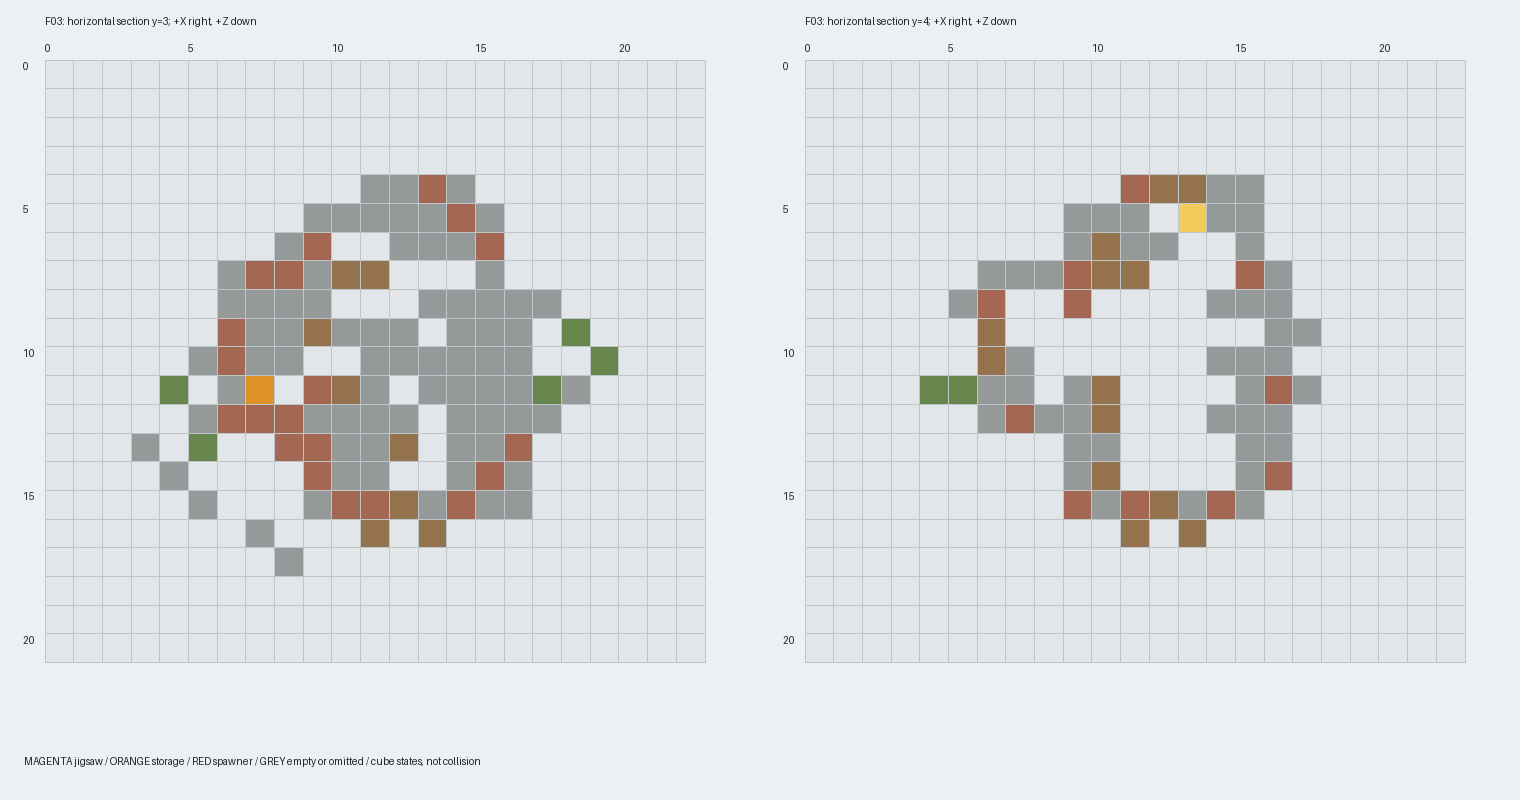 F03: horizontal section y=3; +X right, +Z down
F03: horizontal section y=4; +X right, +Z down
0 5 10 15 20
0 5 10 15 20
0 0
5 5
10 10
15 15
20 20
MAGENTA jigsaw / ORANGE storage / RED spawner / GREY empty or omitted / cube states, not collision